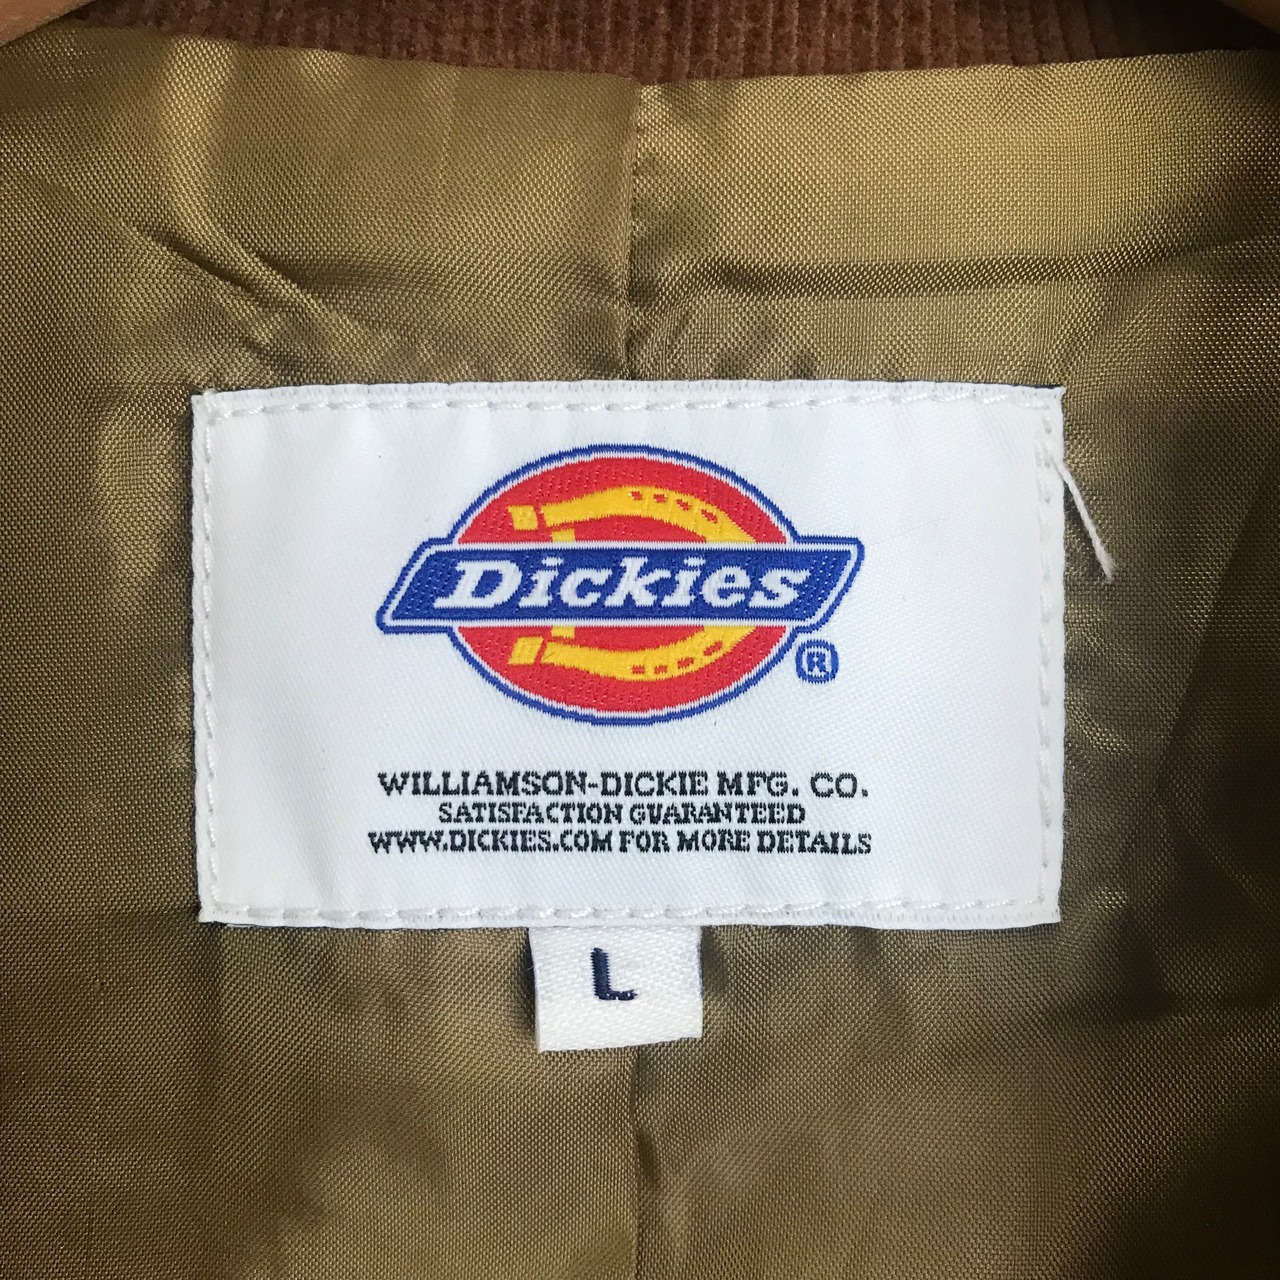 Dickies
®
WILLIAMSON-DICKIE MFG. CO.
SATISFACTION GUARANTEED
WWW.DICKIES.COM FOR MORE DETAILS
L